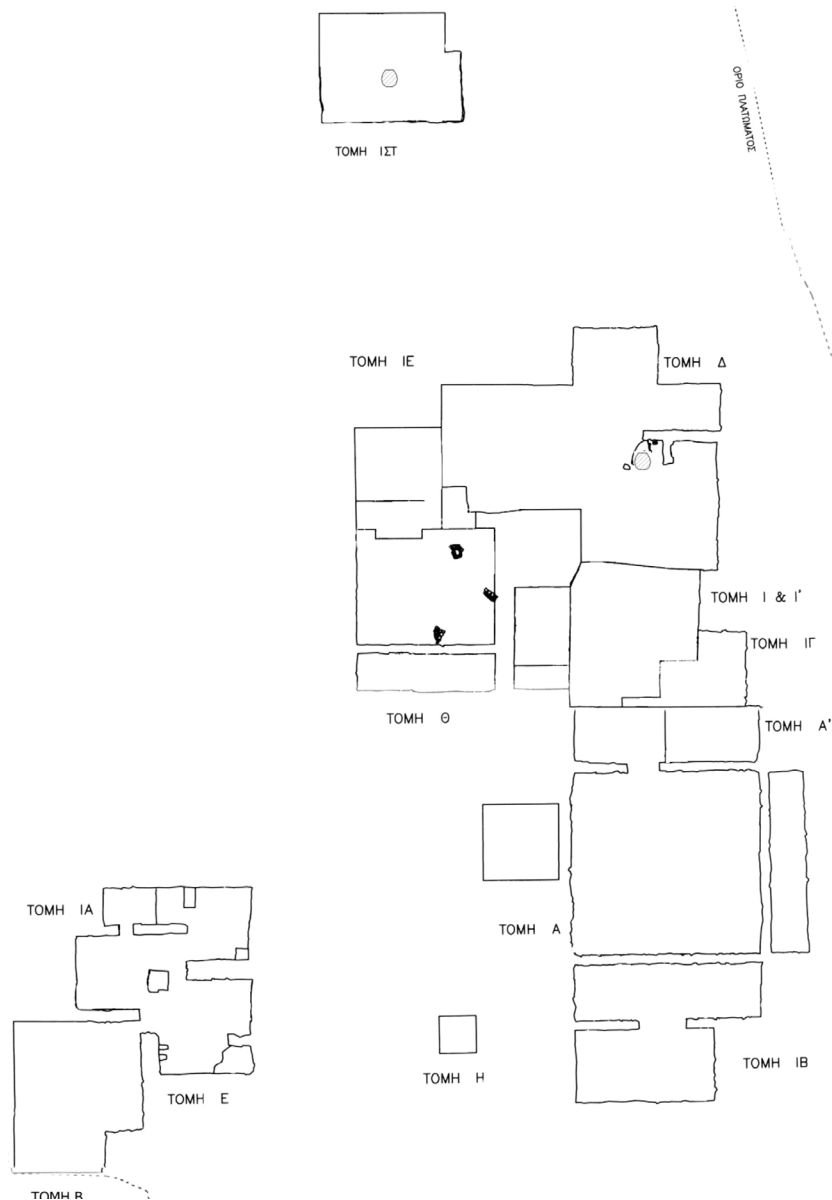 ΟΡΙΟ ΠΛΑΤΩΜΑΤΟΣ
ΤΟΜΗ ΙΣΤ
ΤΟΜΗ ΙΕ
ΤΟΜΗ Δ
ΤΟΜΗ Ι & Ι'
ΤΟΜΗ ΙΓ
ΤΟΜΗ Θ
ΤΟΜΗ Α'
ΤΟΜΗ ΙΑ
ΤΟΜΗ Α
ΤΟΜΗ ΙΒ
ΤΟΜΗ Η
ΤΟΜΗ Ε
ΤΟΜΗ Β